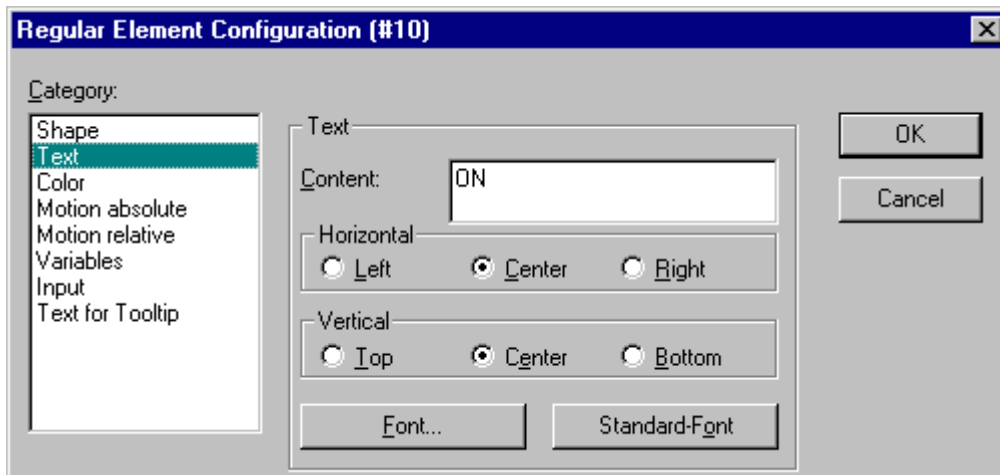 Regular Element Configuration (#10)
Category:
Shape
Text
Color
Motion absolute
Motion relative
Variables
Input
Text for Tooltip
Text
Content:
ON
Horizontal
Left Center Right
Vertical
Top Center Bottom
Font... Standard-Font
OK
Cancel